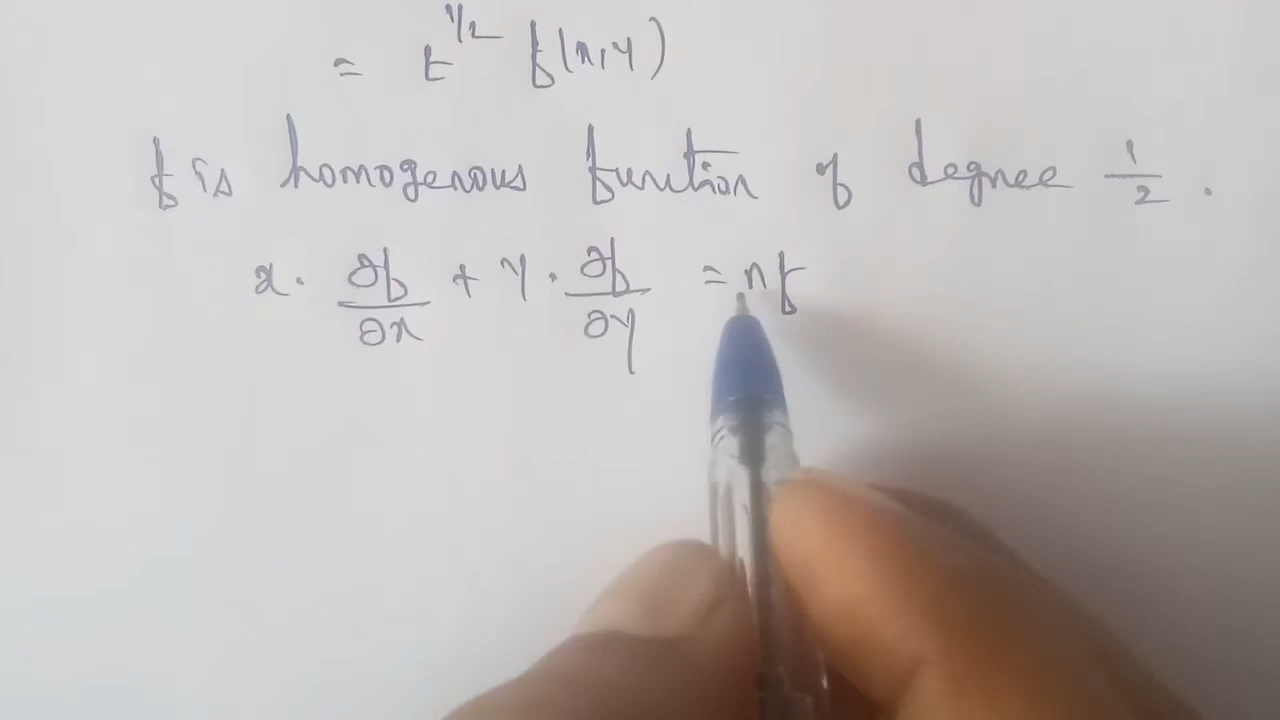 = t^1/2 f(x,y)
f is homogenous function of degree 1/2 .
x. ∂f/∂x + y. ∂f/∂y = nf